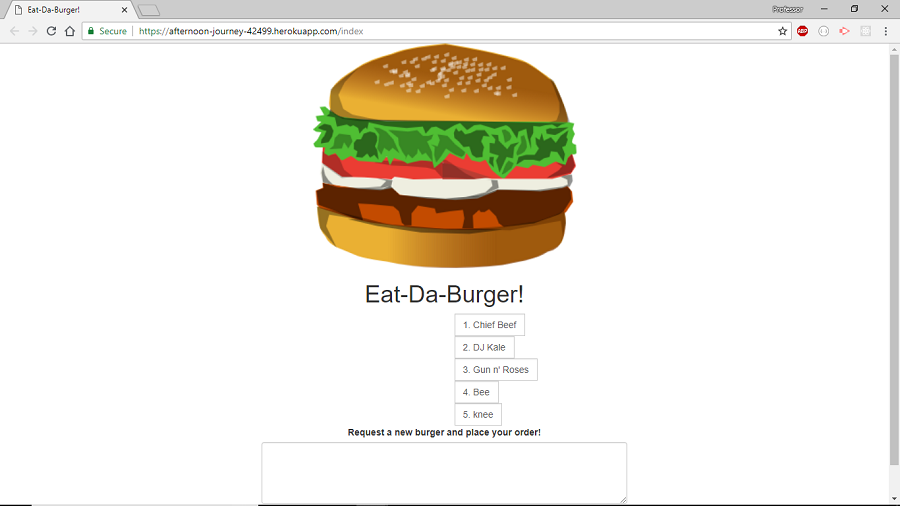 Eat-Da-Burger!
Professor
Secure
https://afternoon-journey-42499.herokuapp.com/index
ABP
Eat-Da-Burger!
1. Chief Beef
2. DJ Kale
3. Gun n' Roses
4. Bee
5. knee
Request a new burger and place your order!